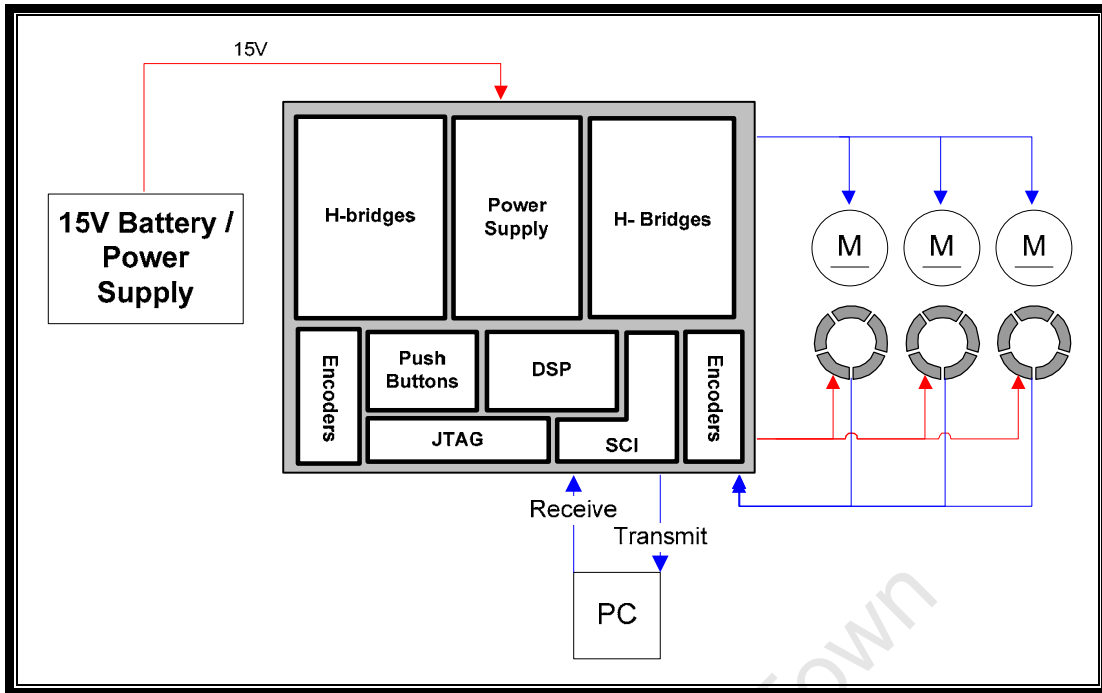 15V
15V Battery /
Power
Supply
H-bridges
Power
Supply
H- Bridges
M
M
M
Encoders
Push
Buttons
DSP
Encoders
JTAG
SCI
Receive
Transmit
PC
Town